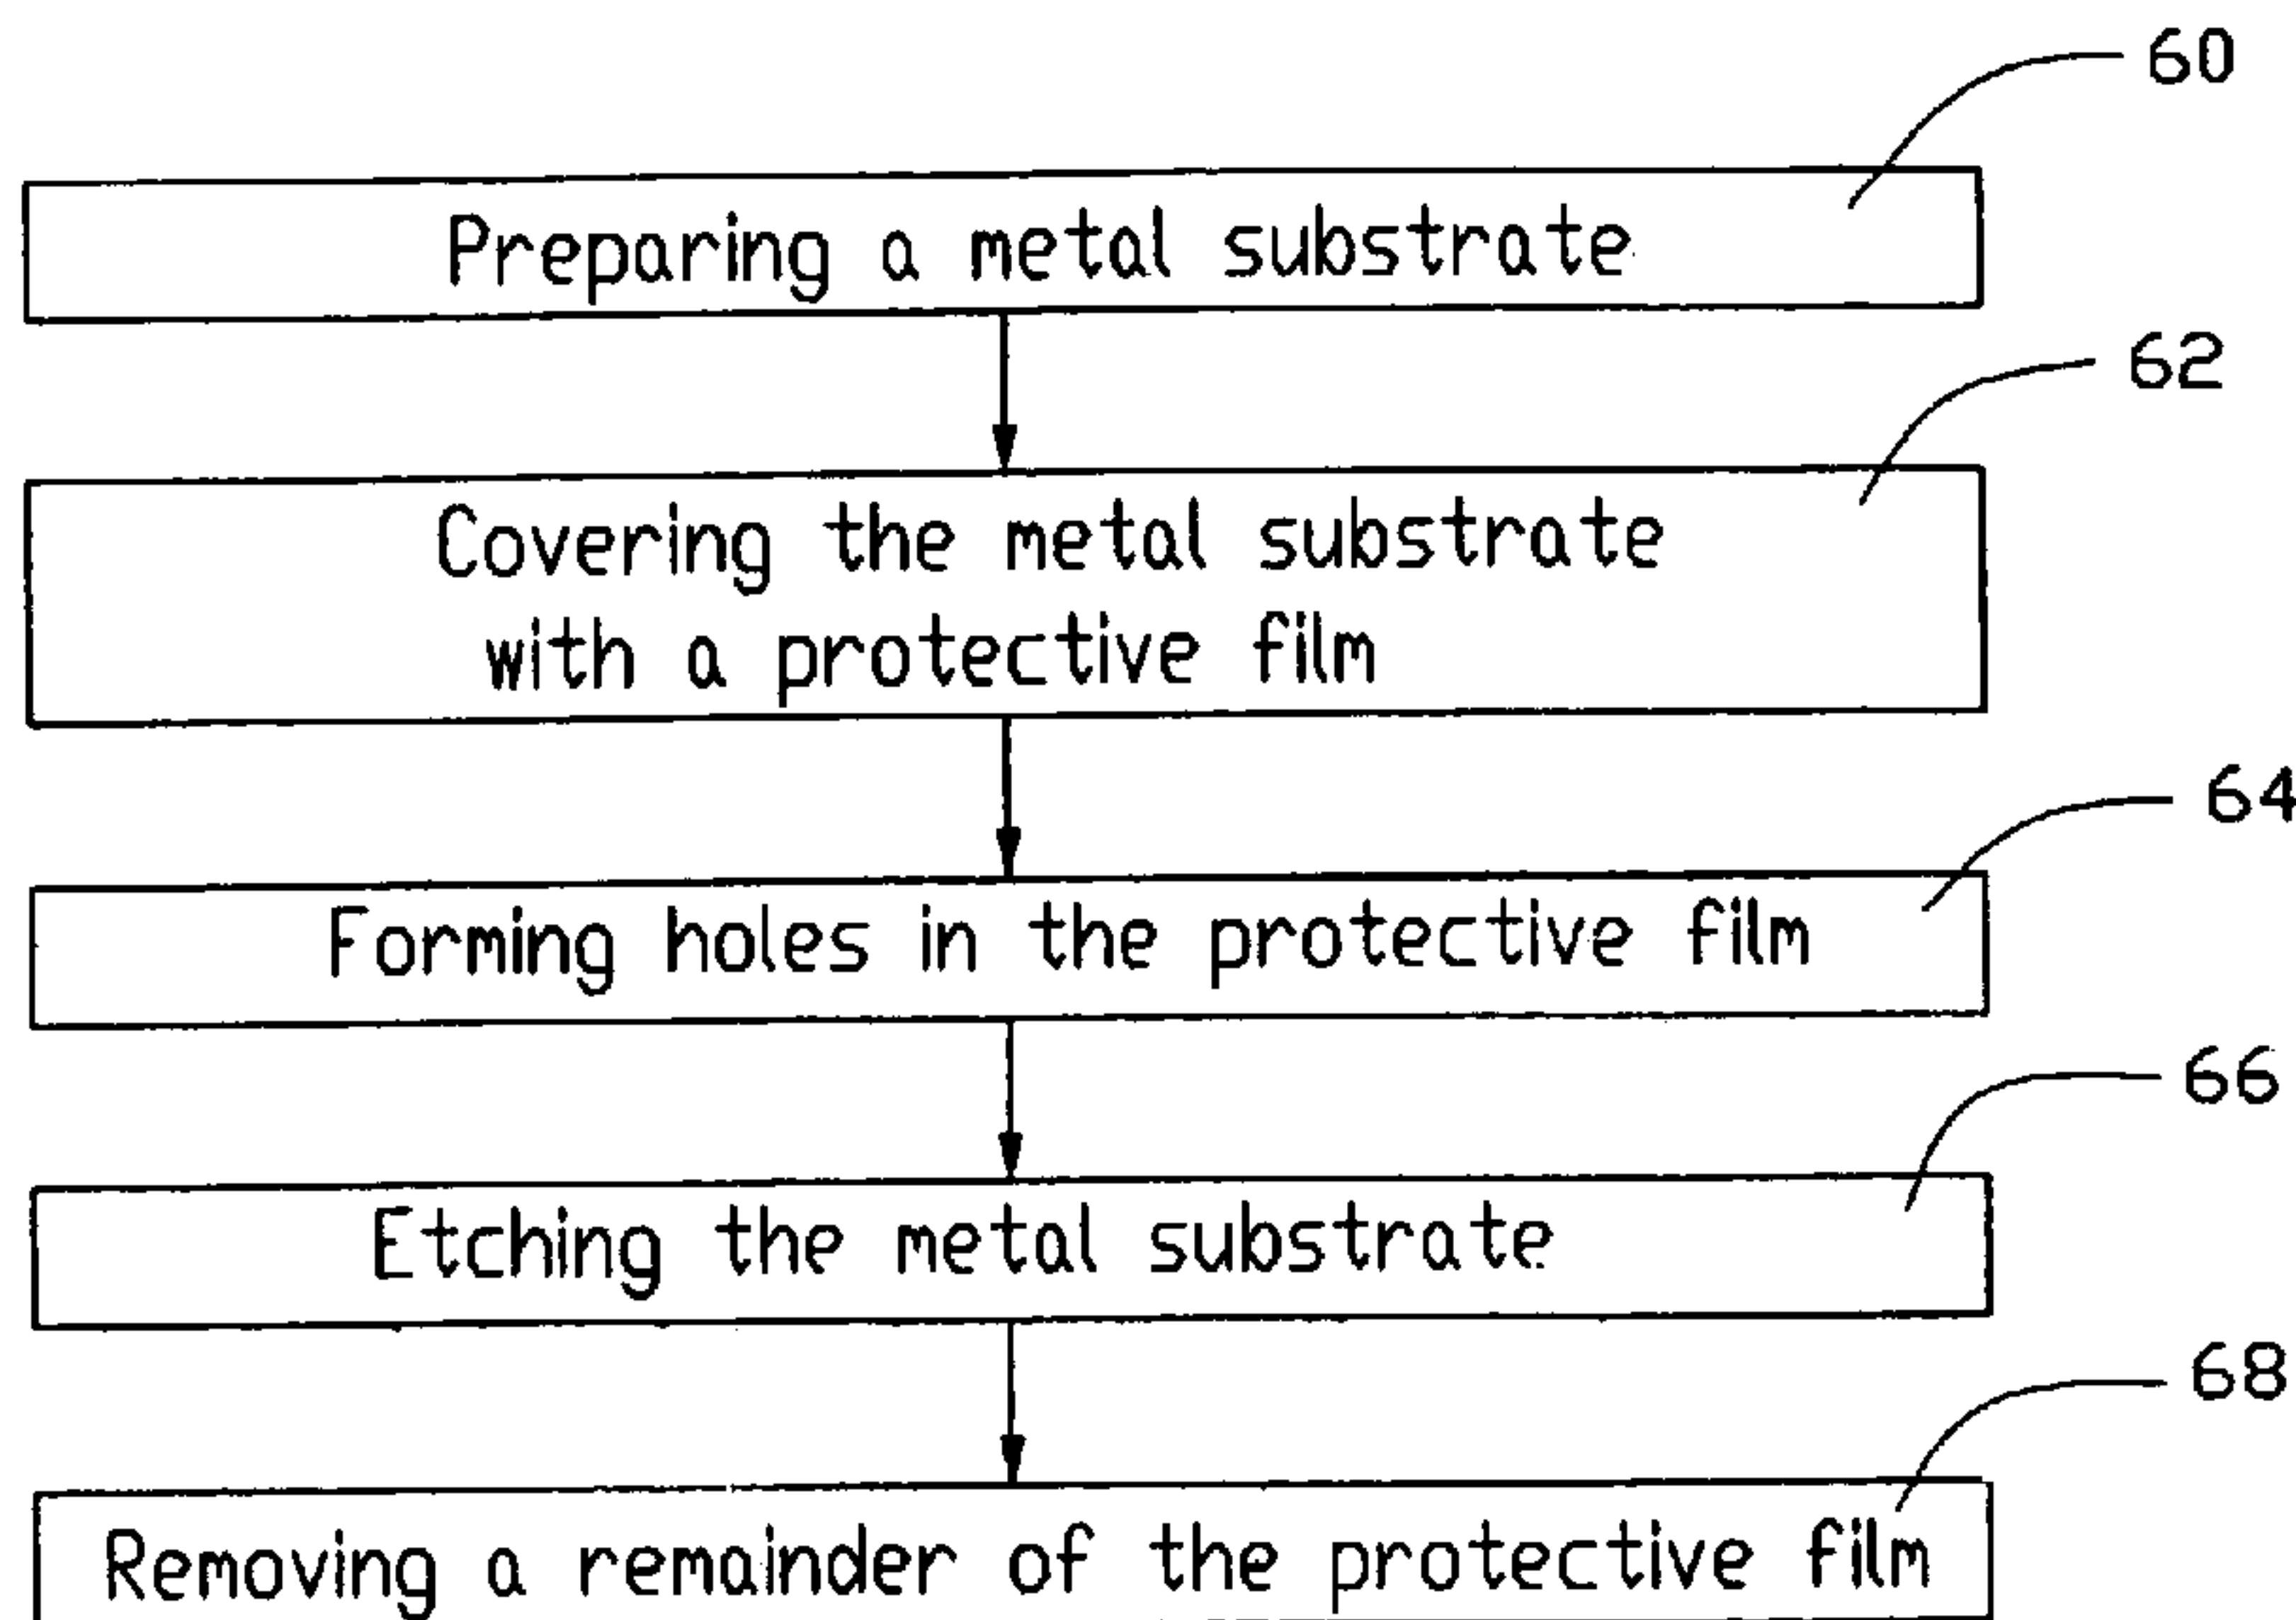 60
Preparing a metal substrate
62
Covering the metal substrate
with a protective film
64
Forming holes in the protective film
66
Etching the metal substrate
68
Removing a remainder of the protective film